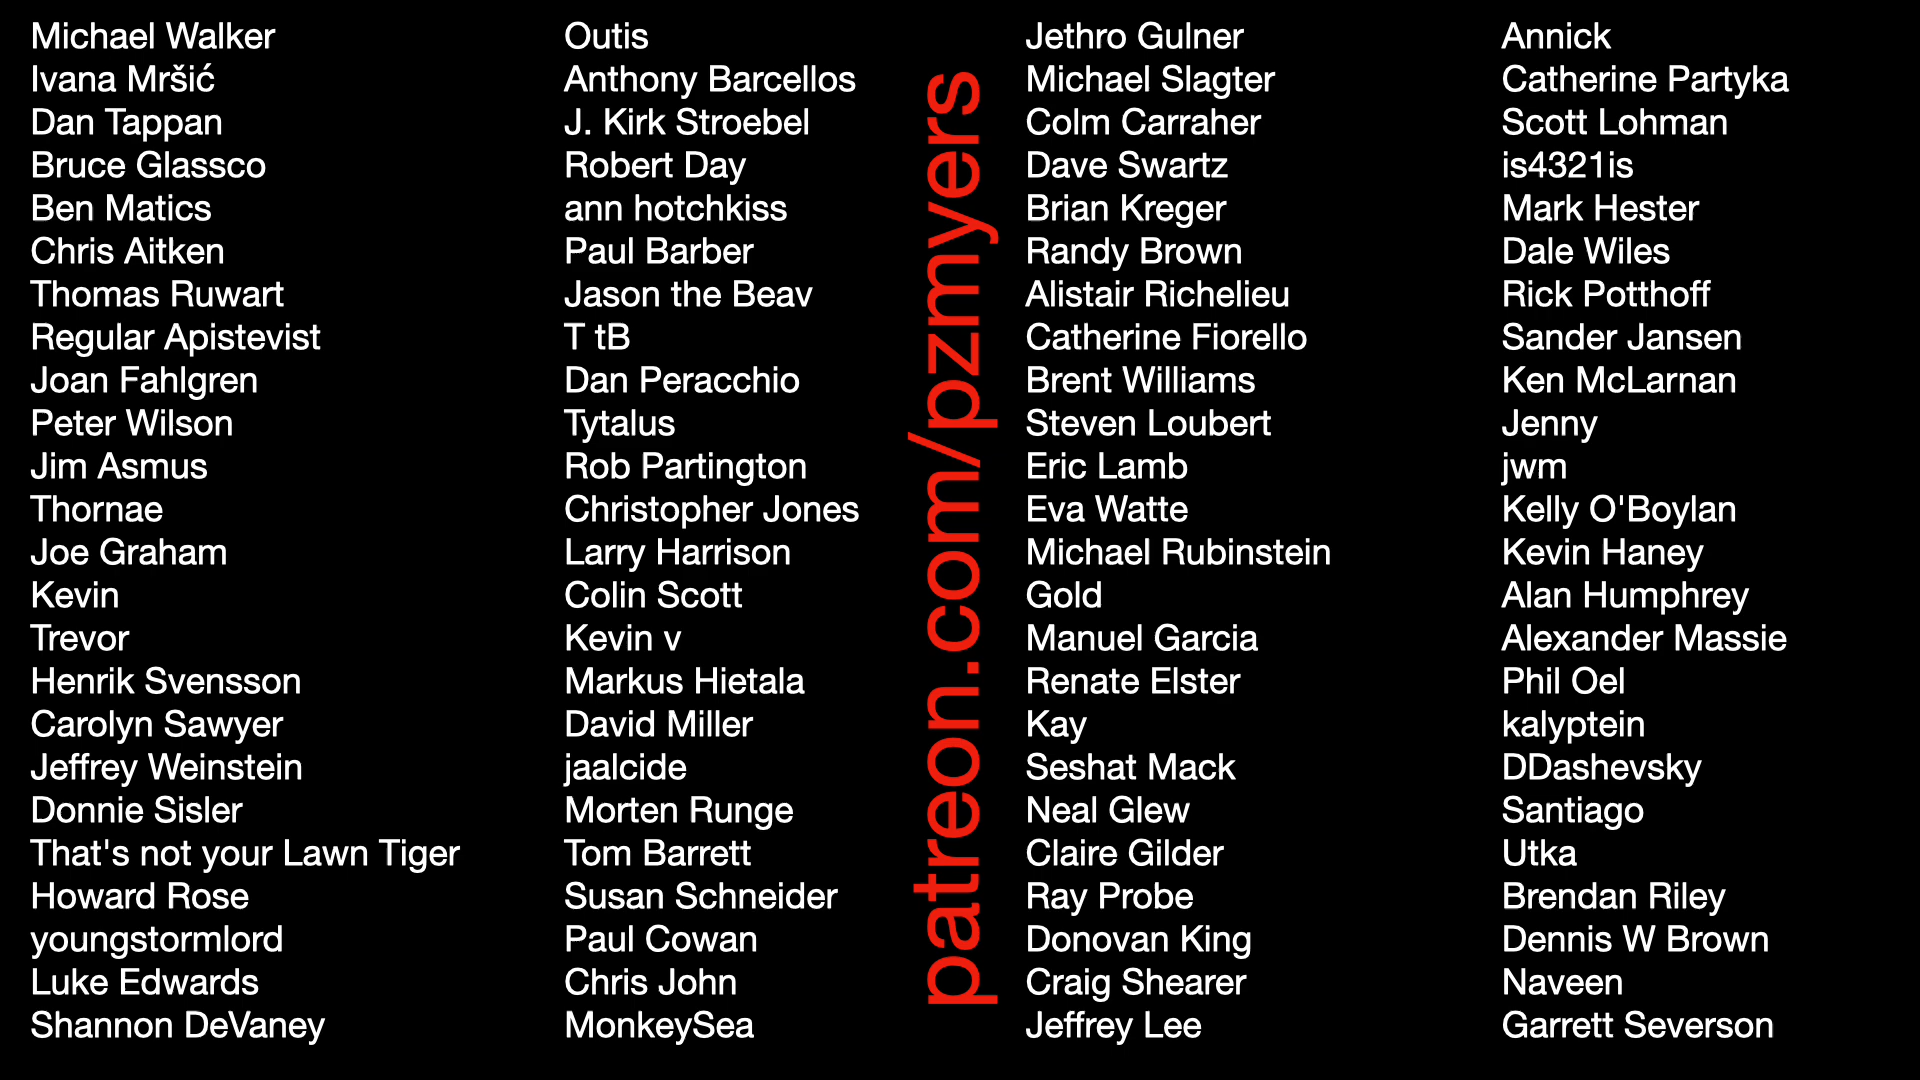 Michael Walker
Ivana Mršić
Dan Tappan
Bruce Glassco
Ben Matics
Chris Aitken
Thomas Ruwart
Regular Apistevist
Joan Fahlgren
Peter Wilson
Jim Asmus
Thornae
Joe Graham
Kevin
Trevor
Henrik Svensson
Carolyn Sawyer
Jeffrey Weinstein
Donnie Sisler
That's not your Lawn Tiger
Howard Rose
youngstormlord
Luke Edwards
Shannon DeVaney
Outis
Anthony Barcellos
J. Kirk Stroebel
Robert Day
ann hotchkiss
Paul Barber
Jason the Beav
T tB
Dan Peracchio
Tytalus
Rob Partington
Christopher Jones
Larry Harrison
Colin Scott
Kevin v
Markus Hietala
David Miller
jaalcide
Morten Runge
Tom Barrett
Susan Schneider
Paul Cowan
Chris John
MonkeySea
patreon.com/pzmyers
Jethro Gulner
Michael Slagter
Colm Carraher
Dave Swartz
Brian Kreger
Randy Brown
Alistair Richelieu
Catherine Fiorello
Brent Williams
Steven Loubert
Eric Lamb
Eva Watte
Michael Rubinstein
Gold
Manuel Garcia
Renate Elster
Kay
Seshat Mack
Neal Glew
Claire Gilder
Ray Probe
Donovan King
Craig Shearer
Jeffrey Lee
Annick
Catherine Partyka
Scott Lohman
is4321is
Mark Hester
Dale Wiles
Rick Potthoff
Sander Jansen
Ken McLarnan
Jenny
jwm
Kelly O'Boylan
Kevin Haney
Alan Humphrey
Alexander Massie
Phil Oel
kalyptein
DDashevsky
Santiago
Utka
Brendan Riley
Dennis W Brown
Naveen
Garrett Severson